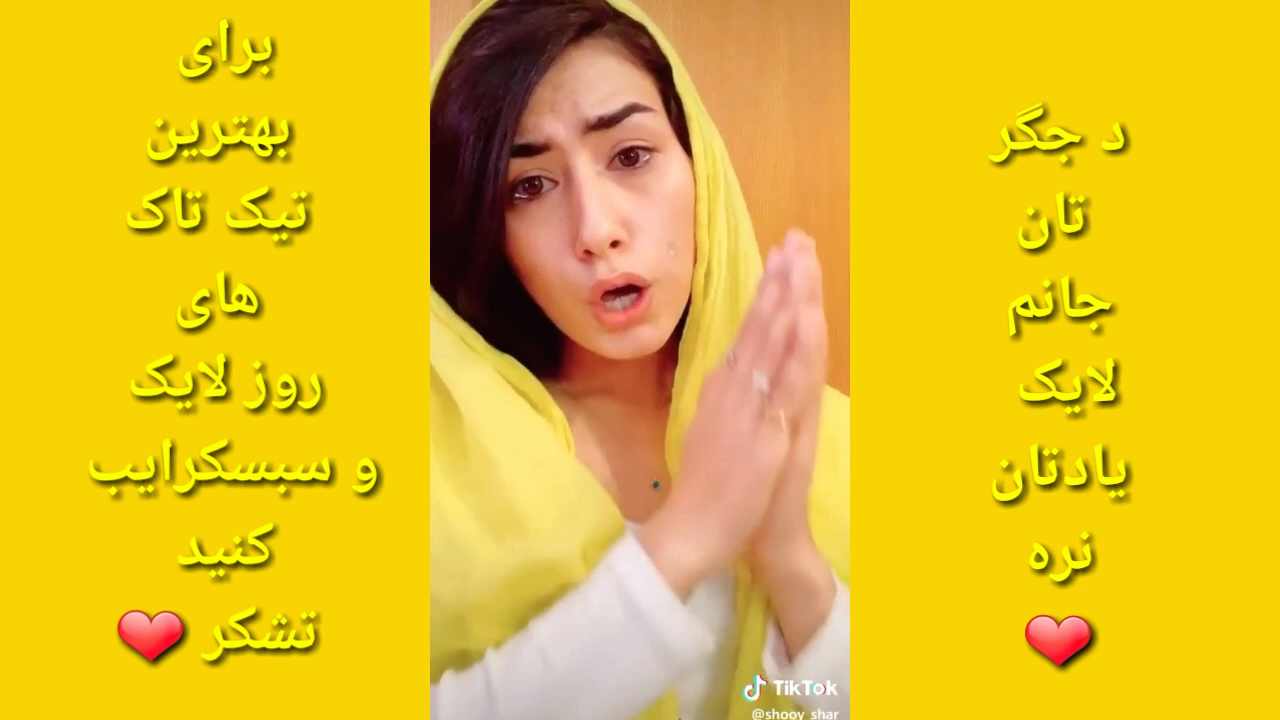 برای
بهترین
تیک تاک
های
روز لایک
و سبسکرایب
کنید
تشکر ❤
د جگر
تان
جانم
لایک
یادتان
نره
❤
TikTok
@shooy_shar